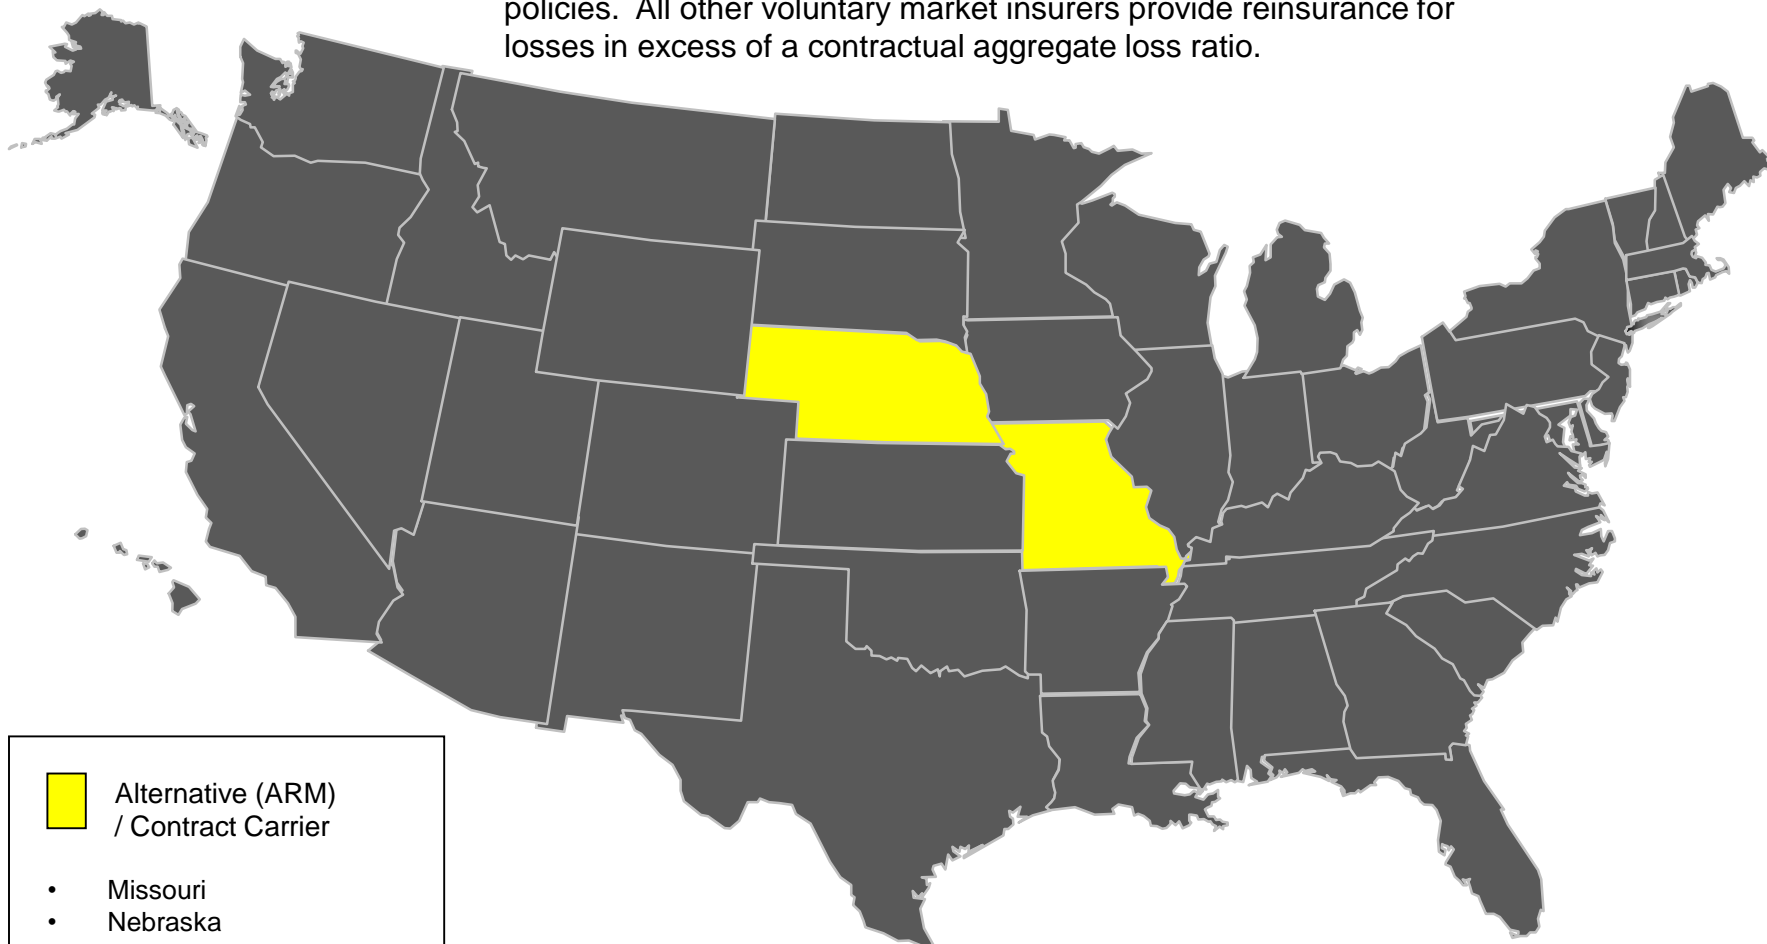 policies. All other voluntary market insurers provide reinsurance for
losses in excess of a contractual aggregate loss ratio.
Alternative (ARM)
/ Contract Carrier
• Missouri
• Nebraska